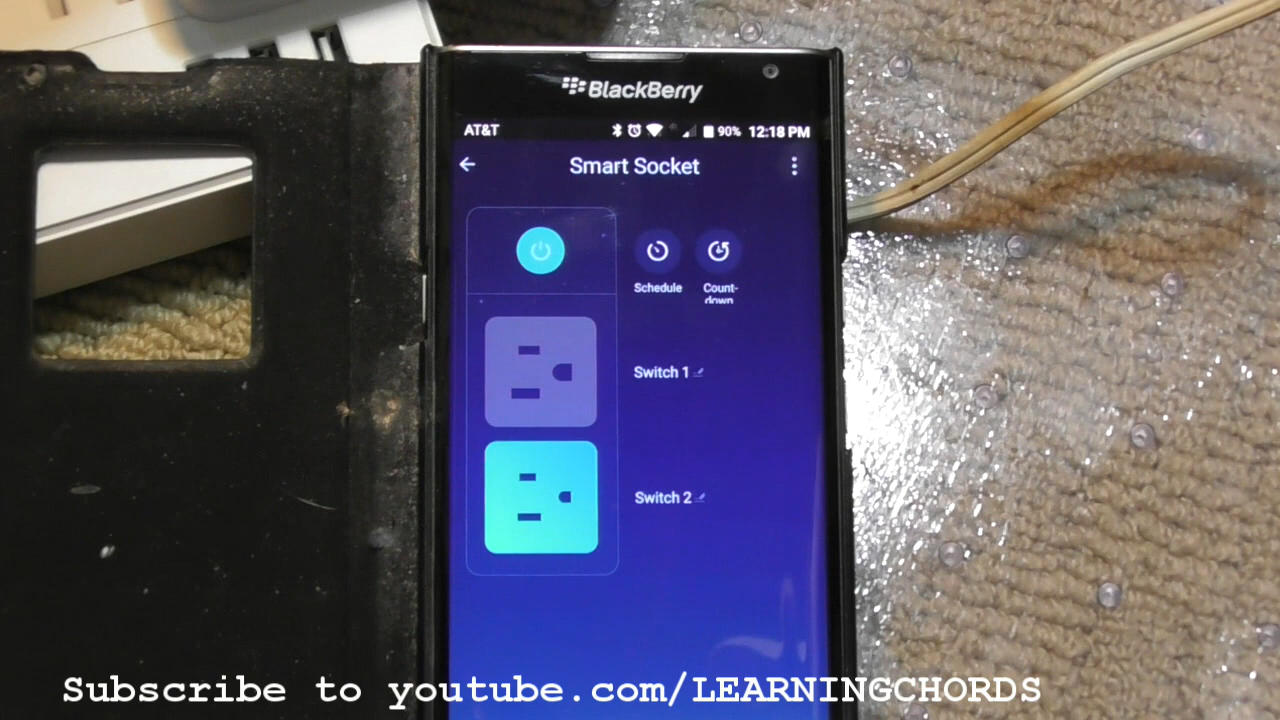 BlackBerry
AT&T 90% 12:18 PM
Smart Socket
Schedule Count-
down
Switch 1
Switch 2
Subscribe to youtube.com/LEARNINGCHORDS